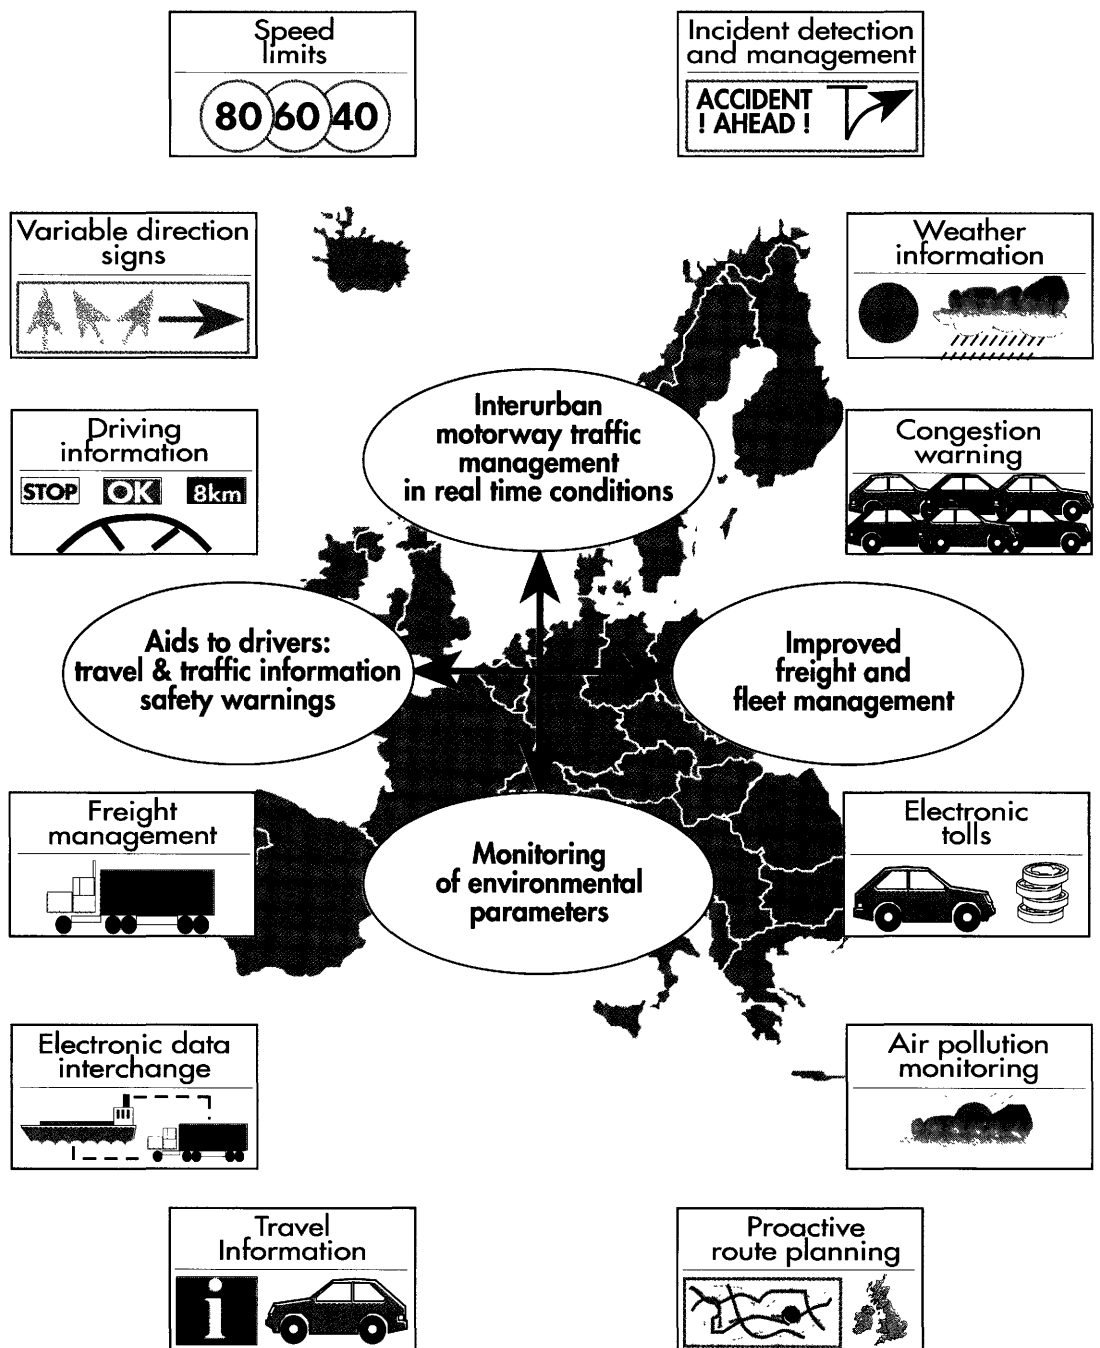 Speed
limits
80 60 40
Incident detection
and management
ACCIDENT
! AHEAD !
Variable direction
signs
Weather
information
Driving
information
STOP OK 8km
Interurban
motorway traffic
management
in real time conditions
Congestion
warning
Aids to drivers:
travel & traffic information
safety warnings
Improved
freight and
fleet management
Freight
management
Monitoring
of environmental
parameters
Electronic
tolls
Electronic data
interchange
Air pollution
monitoring
Travel
Information
i
Proactive
route planning